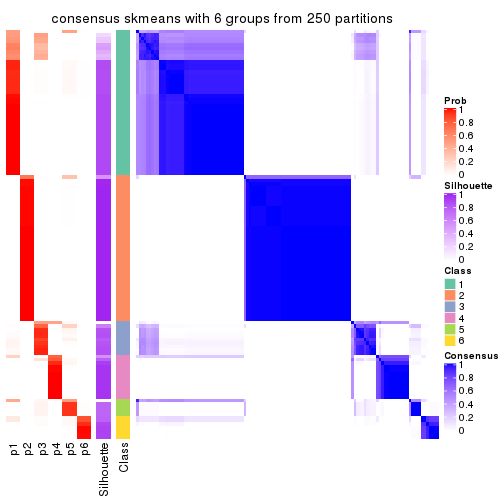 consensus skmeans with 6 groups from 250 partitions
Prob
1
0.8
0.6
0.4
0.2
0
Silhouette
1
0.8
0.6
0.4
0.2
0
Class
1
2
3
4
5
6
Consensus
1
0.8
0.6
0.4
0.2
0
p1
p2
p3
p4
p5
p6
Silhouette
Class